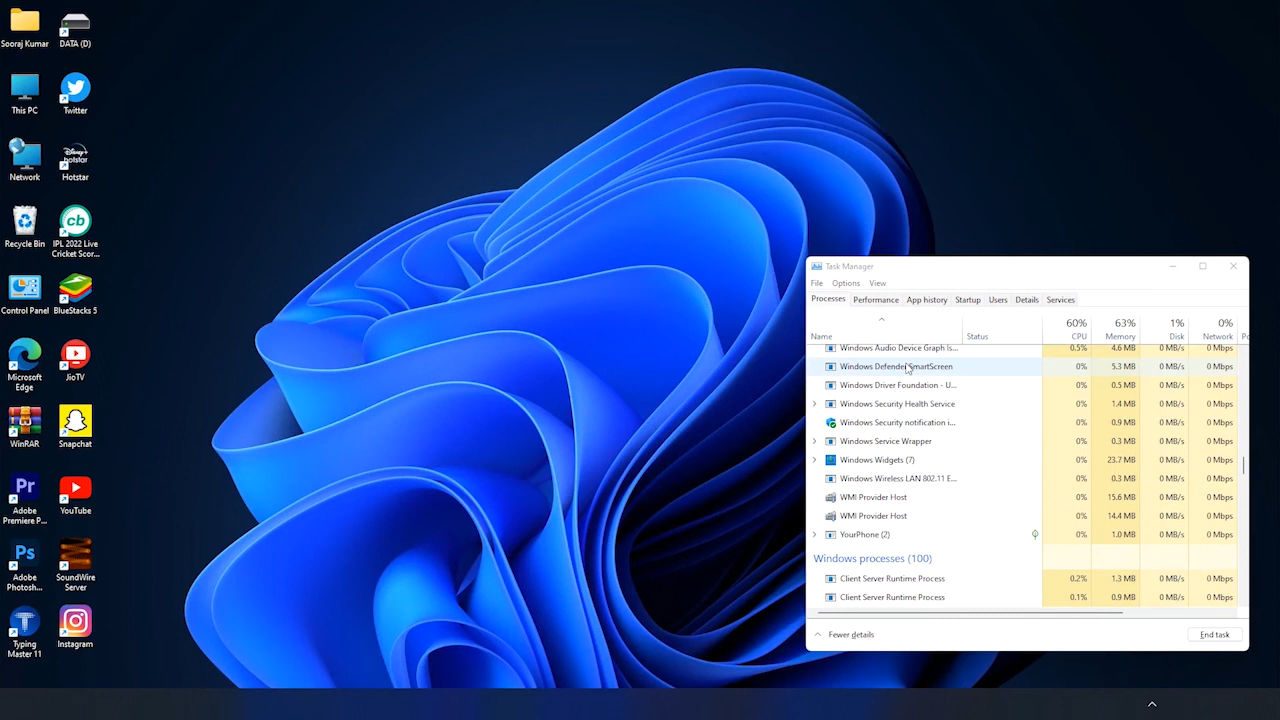 Sooraj Kumar
DATA (D)
This PC
Twitter
Disney+
hotstar
Network
Hotstar
cb
Recycle Bin
IPL 2022 Live
Cricket Scor...
Control Panel
BlueStacks 5
Microsoft
Edge
JioTV
WinRAR
Snapchat
Pr
Adobe
Premiere P...
YouTube
Ps
Adobe
Photosh...
SoundWire
Server
T
Typing
Master 11
Instagram
Task Manager
File Options View
Processes Performance App history Startup Users Details Services
60% 63% 1% 0%
Name Status CPU Memory Disk Network Pc
Windows Audio Device Graph Is... 0.5% 4.6 MB 0 MB/s 0 Mbps
Windows Defender SmartScreen 0% 5.3 MB 0 MB/s 0 Mbps
Windows Driver Foundation - U... 0% 0.5 MB 0 MB/s 0 Mbps
Windows Security Health Service 0% 1.4 MB 0 MB/s 0 Mbps
Windows Security notification i... 0% 0.9 MB 0 MB/s 0 Mbps
Windows Service Wrapper 0% 0.3 MB 0 MB/s 0 Mbps
Windows Widgets (7) 0% 23.7 MB 0 MB/s 0 Mbps
Windows Wireless LAN 802.11 E... 0% 0.3 MB 0 MB/s 0 Mbps
WMI Provider Host 0% 15.6 MB 0 MB/s 0 Mbps
WMI Provider Host 0% 14.4 MB 0 MB/s 0 Mbps
YourPhone (2) 0% 1.0 MB 0 MB/s 0 Mbps
Windows processes (100)
Client Server Runtime Process 0.2% 1.3 MB 0 MB/s 0 Mbps
Client Server Runtime Process 0.1% 0.9 MB 0 MB/s 0 Mbps
Fewer details
End task